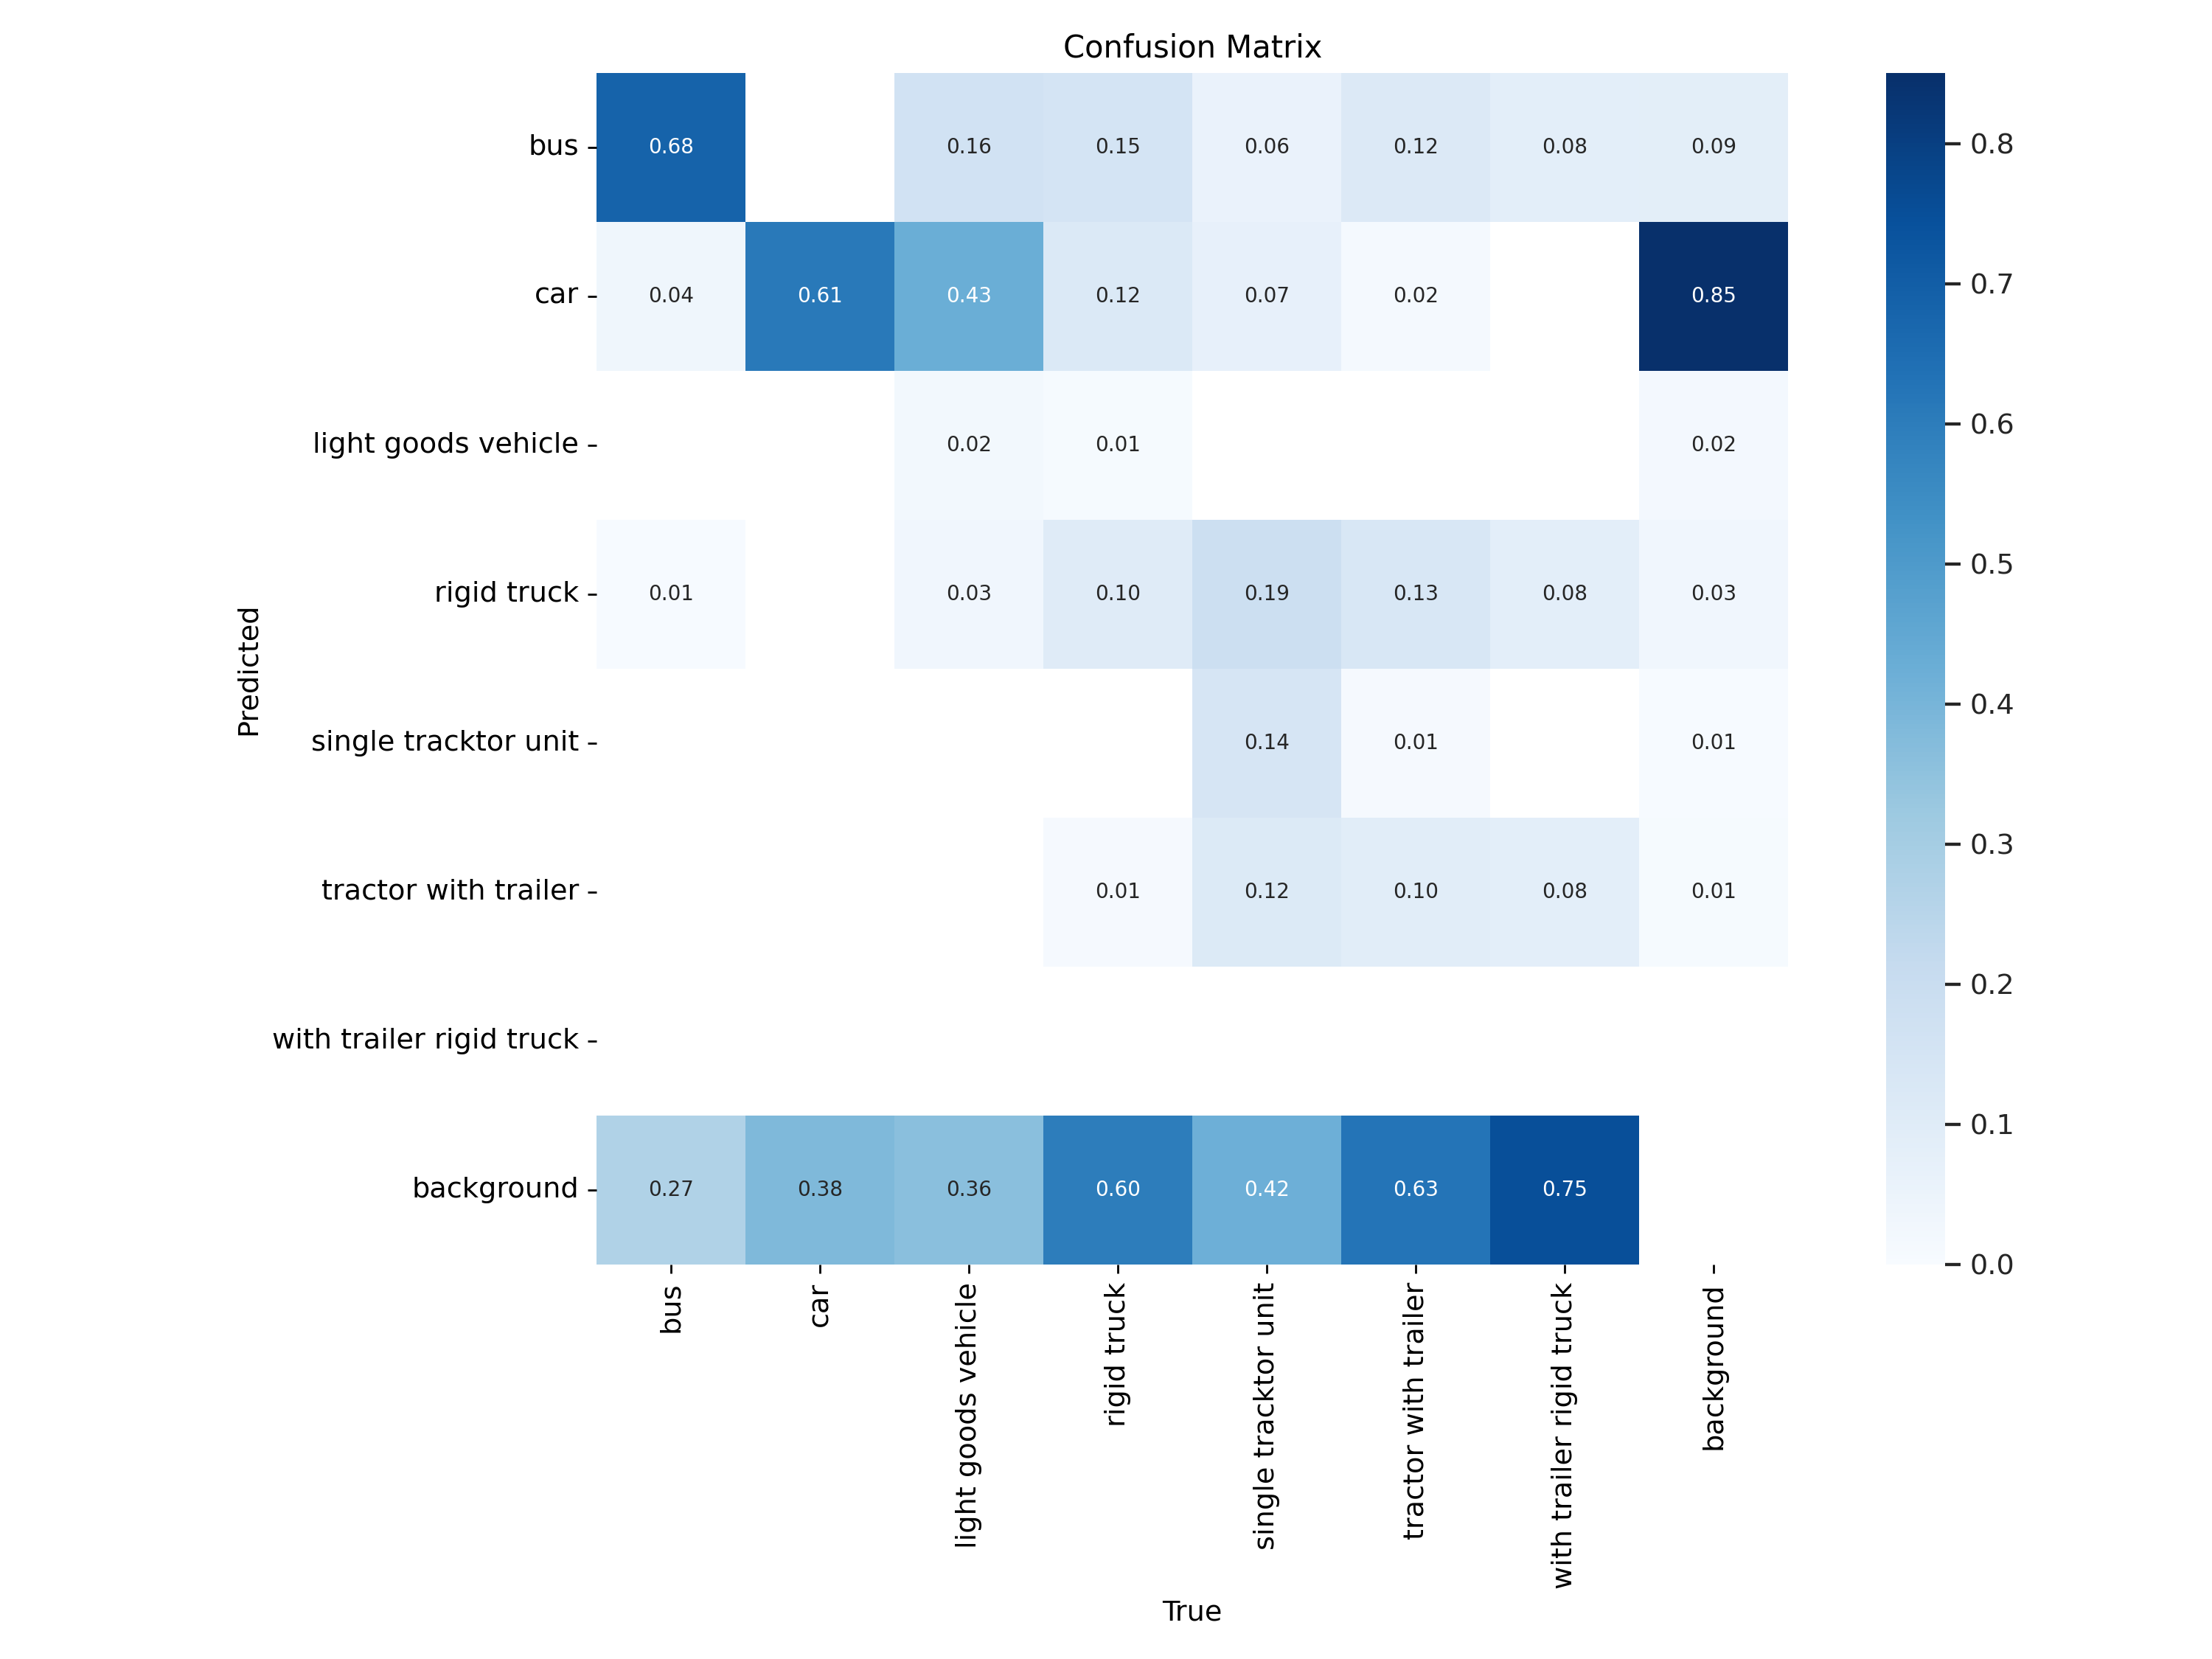 Confusion Matrix
bus 0.68 0.16 0.15 0.06 0.12 0.08 0.09
car 0.04 0.61 0.43 0.12 0.07 0.02 0.85
light goods vehicle 0.02 0.01 0.02
rigid truck 0.01 0.03 0.10 0.19 0.13 0.08 0.03
single tracktor unit 0.14 0.01 0.01
tractor with trailer 0.01 0.12 0.10 0.08 0.01
with trailer rigid truck
background 0.27 0.38 0.36 0.60 0.42 0.63 0.75
Predicted
bus
car
light goods vehicle
rigid truck
single tracktor unit
tractor with trailer
with trailer rigid truck
background
True
0.8
0.7
0.6
0.5
0.4
0.3
0.2
0.1
0.0